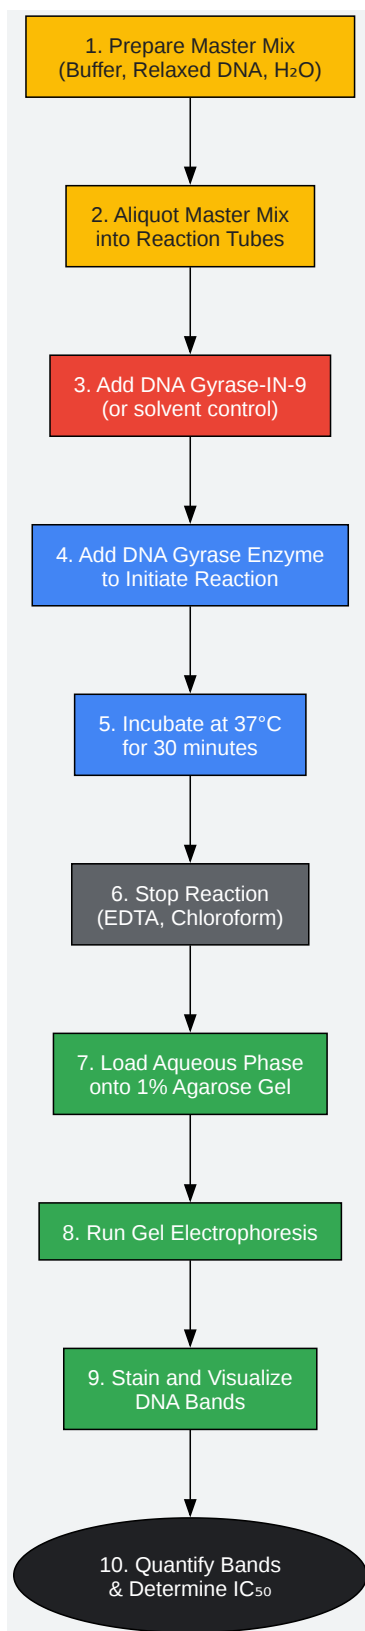 1. Prepare Master Mix
(Buffer, Relaxed DNA, H₂O)
2. Aliquot Master Mix
into Reaction Tubes
3. Add DNA Gyrase-IN-9
(or solvent control)
4. Add DNA Gyrase Enzyme
to Initiate Reaction
5. Incubate at 37°C
for 30 minutes
6. Stop Reaction
(EDTA, Chloroform)
7. Load Aqueous Phase
onto 1% Agarose Gel
8. Run Gel Electrophoresis
9. Stain and Visualize
DNA Bands
10. Quantify Bands
& Determine IC₅₀